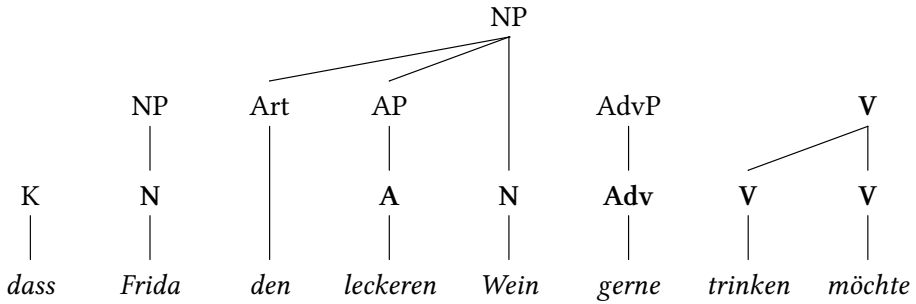 NP
NP Art AP AdvP V
K N A N Adv V V
dass Frida den leckeren Wein gerne trinken möchte